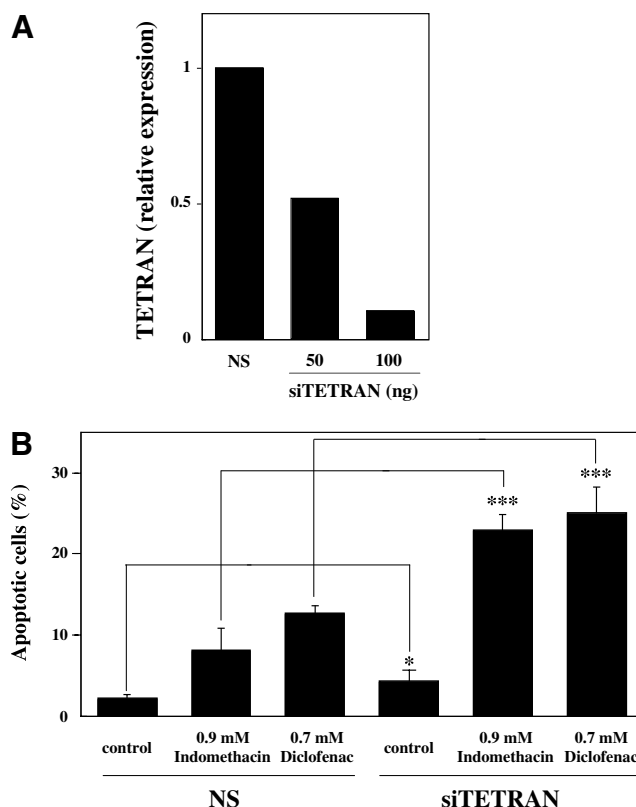 A
TETRAN (relative expression)
1
0.5
0
NS
50
100
siTETRAN (ng)
B
Apoptotic cells (%)
30
20
10
0
*
***
***
control
0.9 mM
Indomethacin
0.7 mM
Diclofenac
control
0.9 mM
Indomethacin
0.7 mM
Diclofenac
NS
siTETRAN